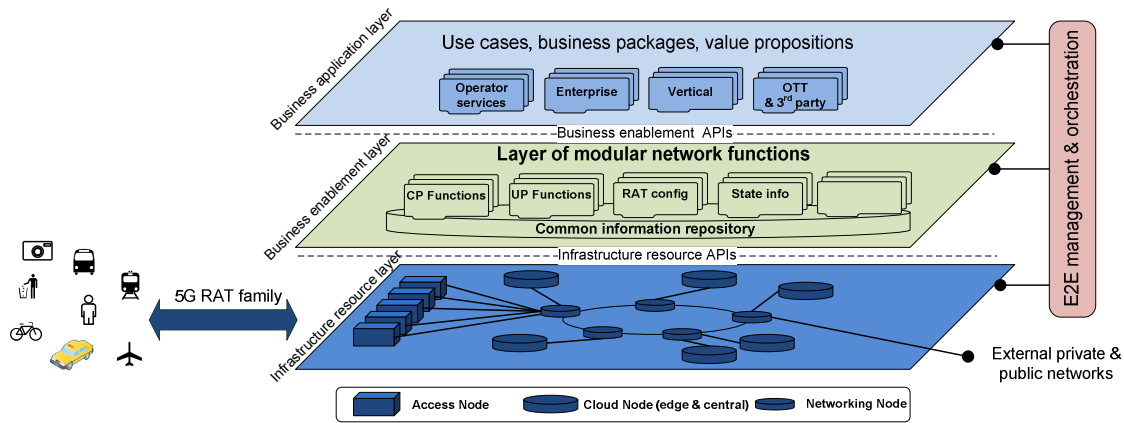 Business application layer
Use cases, business packages, value propositions
Operator
services
Enterprise
Vertical
OTT
& 3rd party
Business enablement APIs
Business enablement layer
Layer of modular network functions
CP Functions
UP Functions
RAT config
State info
Common information repository
Infrastructure resource APIs
Infrastructure resource layer
5G RAT family
E2E management & orchestration
External private &
public networks
Access Node
Cloud Node (edge & central)
Networking Node